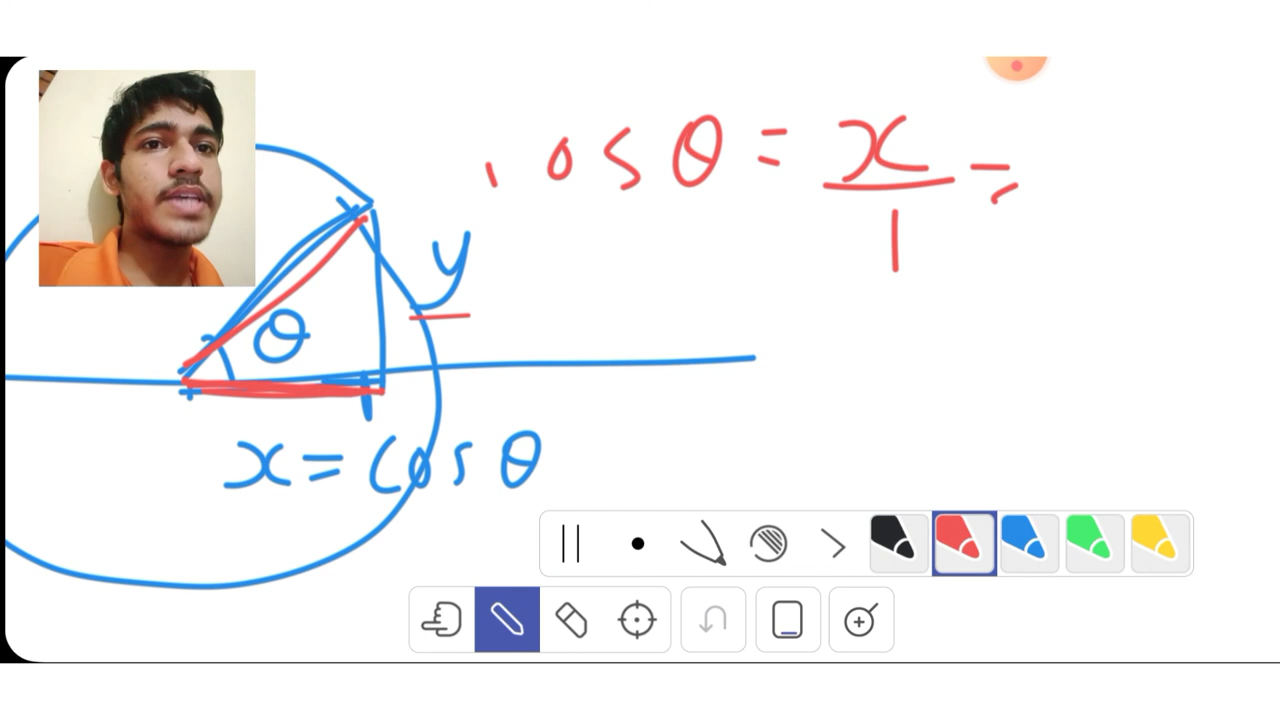 cos θ = x/1 =
θ
y
x = cos θ